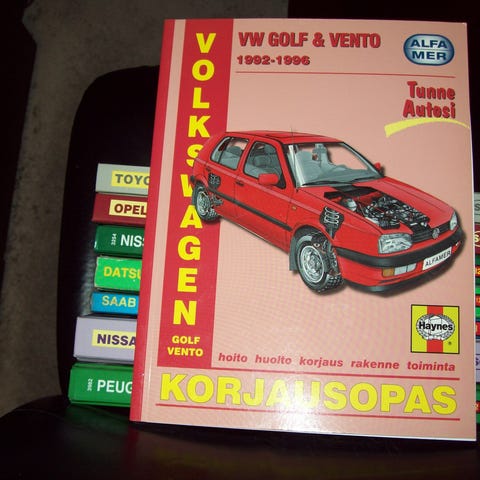 VW GOLF & VENTO
1992-1996
ALFA
MER
Tunne
Autosi
VOLKSWAGEN
GOLF
VENTO
ALFAMER
Haynes
hoito huolto korjaus rakenne toiminta
KORJAUSOPAS
TOYO
OPEL
NISS
DATSU
SAAB
NISSA
PEUG